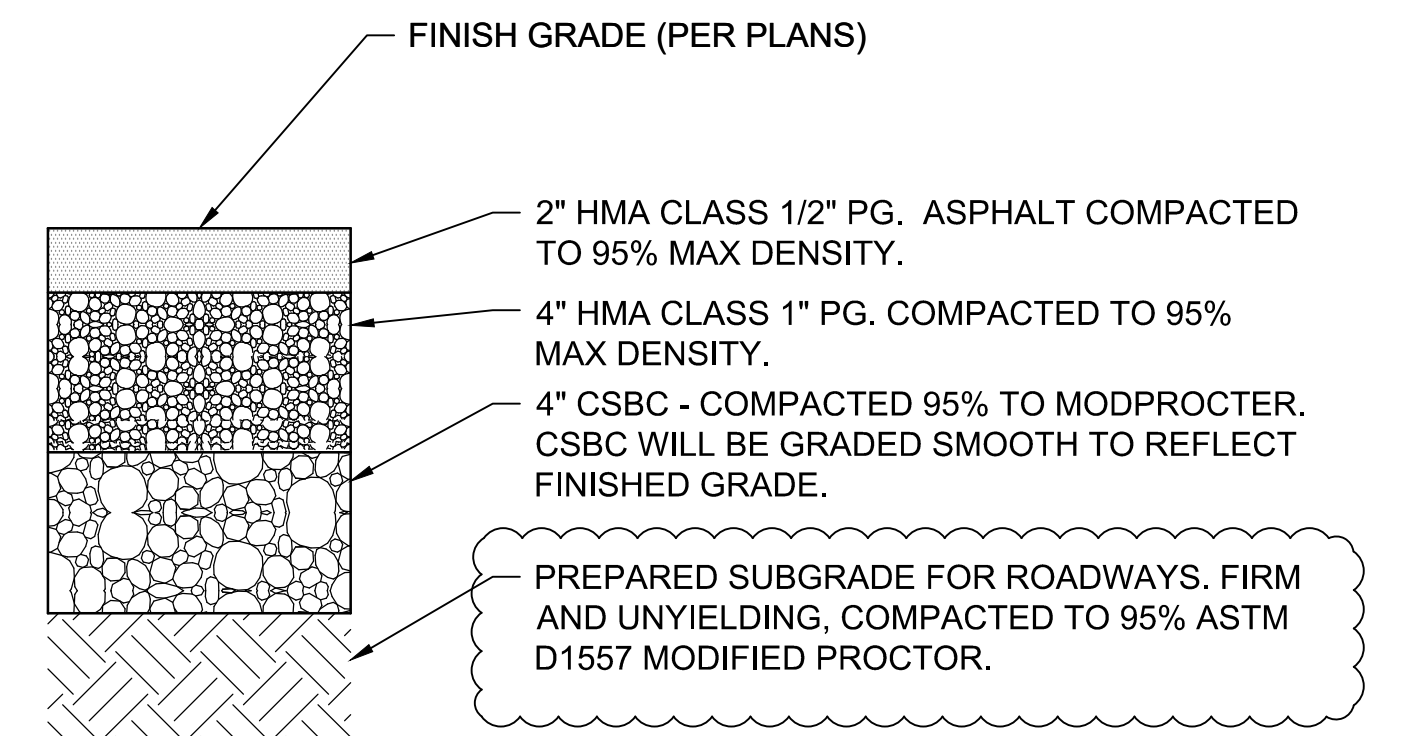 FINISH GRADE (PER PLANS)
2" HMA CLASS 1/2" PG. ASPHALT COMPACTED
TO 95% MAX DENSITY.
4" HMA CLASS 1" PG. COMPACTED TO 95%
MAX DENSITY.
4" CSBC - COMPACTED 95% TO MODPROCTER.
CSBC WILL BE GRADED SMOOTH TO REFLECT
FINISHED GRADE.
PREPARED SUBGRADE FOR ROADWAYS. FIRM
AND UNYIELDING, COMPACTED TO 95% ASTM
D1557 MODIFIED PROCTOR.